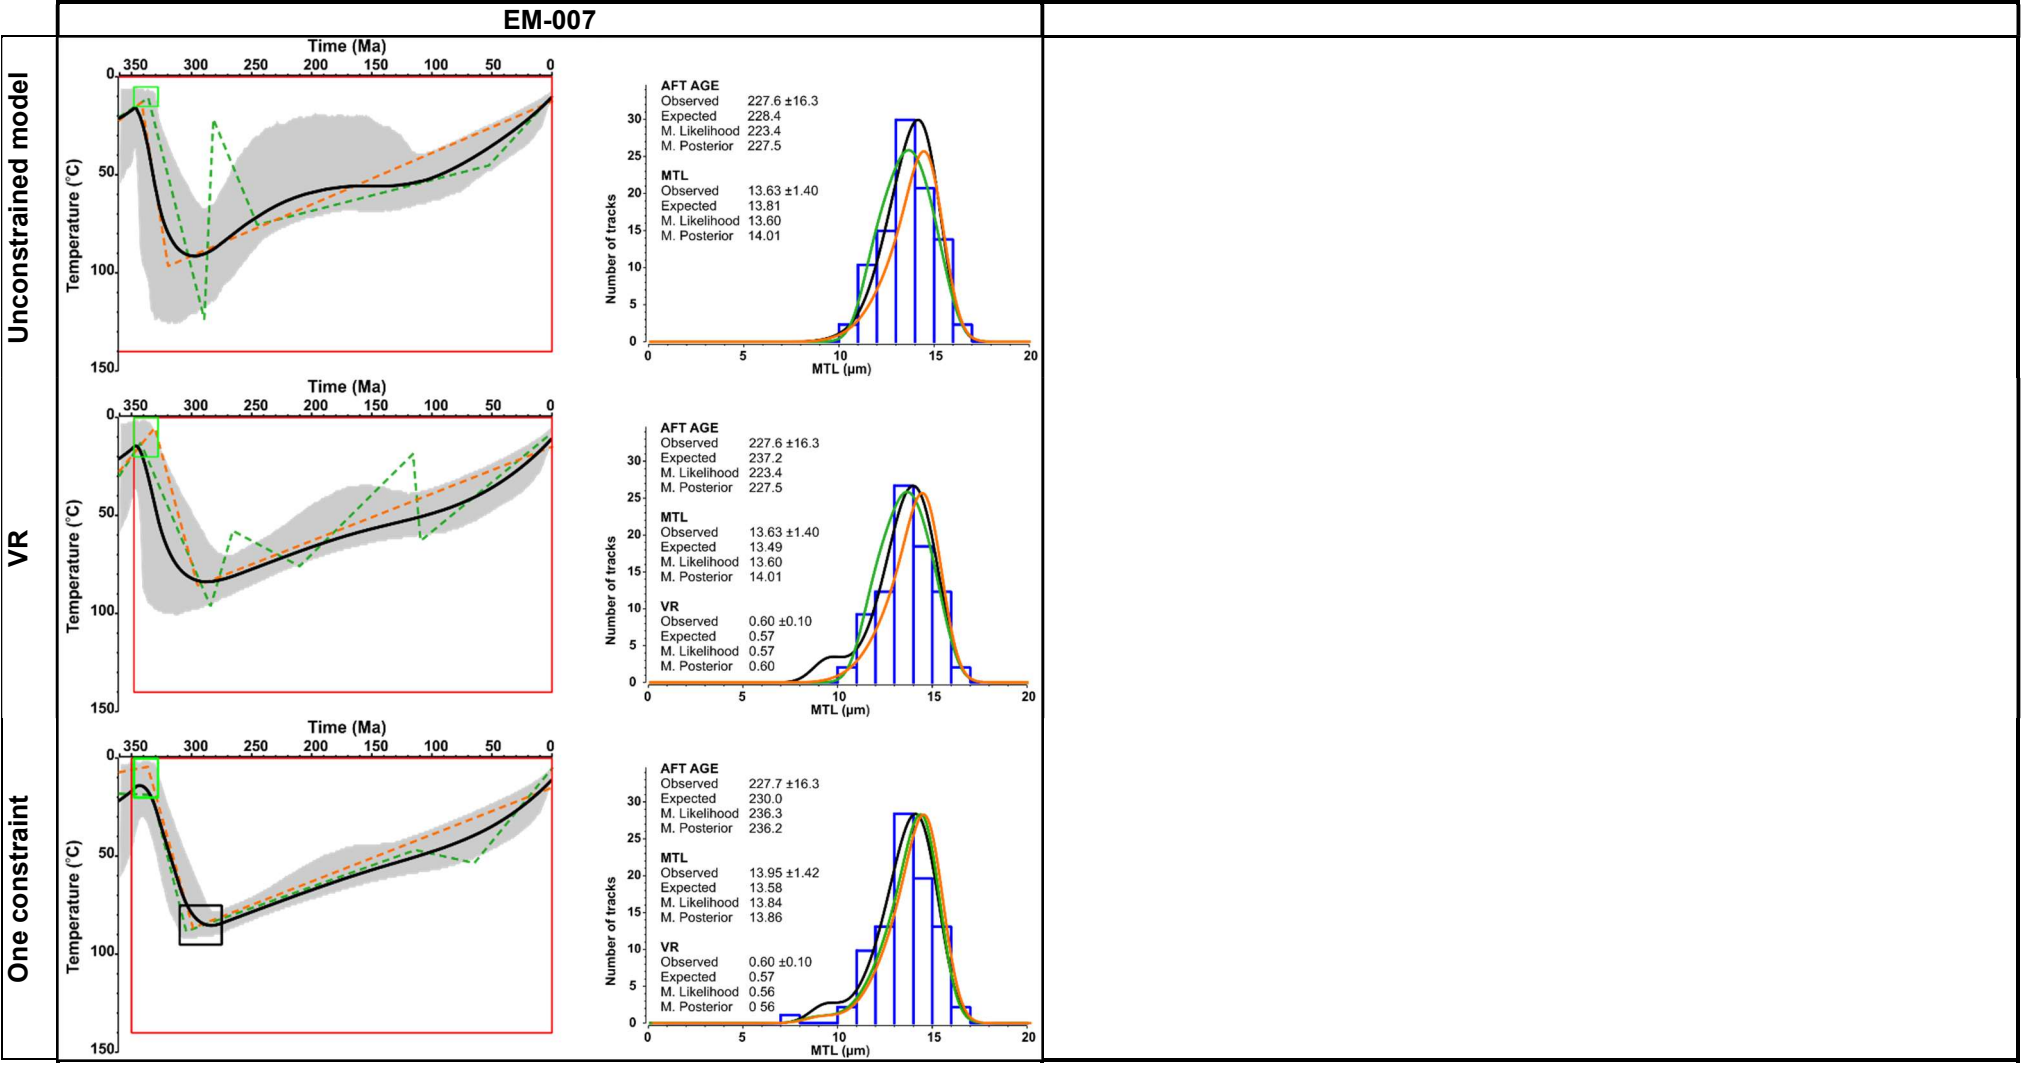 EM-007
Unconstrained model
Time (Ma)
350 300 250 200 150 100 50 0
0
50
100
150
Temperature (°C)
AFT AGE
Observed 227.6 ±16.3
Expected 228.4
M. Likelihood 223.4
M. Posterior 227.5
MTL
Observed 13.63 ±1.40
Expected 13.81
M. Likelihood 13.60
M. Posterior 14.01
Number of tracks
30
25
20
15
10
5
0
0 5 10 15 20
MTL (µm)
VR
Time (Ma)
350 300 250 200 150 100 50 0
0
50
100
150
Temperature (°C)
AFT AGE
Observed 227.6 ±16.3
Expected 237.2
M. Likelihood 223.4
M. Posterior 227.5
MTL
Observed 13.63 ±1.40
Expected 13.49
M. Likelihood 13.60
M. Posterior 14.01
VR
Observed 0.60 ±0.10
Expected 0.57
M. Likelihood 0.57
M. Posterior 0.60
Number of tracks
30
25
20
15
10
5
0
0 5 10 15 20
MTL (µm)
One constraint
Time (Ma)
350 300 250 200 150 100 50 0
0
50
100
150
Temperature (°C)
AFT AGE
Observed 227.7 ±16.3
Expected 230.0
M. Likelihood 236.3
M. Posterior 236.2
MTL
Observed 13.95 ±1.42
Expected 13.58
M. Likelihood 13.84
M. Posterior 13.86
VR
Observed 0.60 ±0.10
Expected 0.57
M. Likelihood 0.56
M. Posterior 0 56
Number of tracks
30
25
20
15
10
5
0
0 5 10 15 20
MTL (µm)